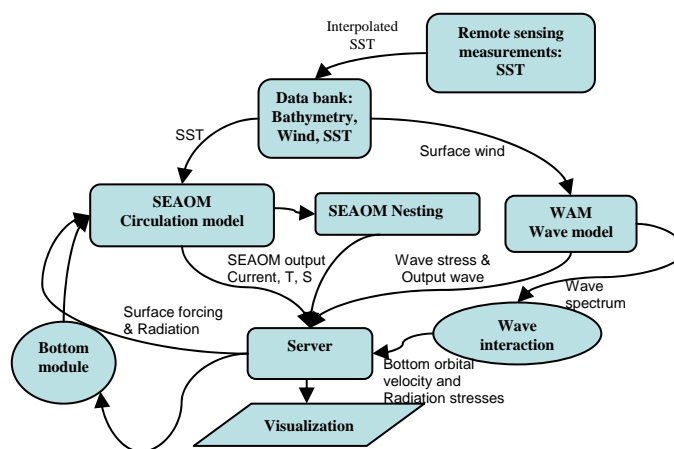 Interpolated
SST
Remote sensing
measurements:
SST
Data bank:
Bathymetry,
Wind, SST
SST
Surface wind
SEAOM
Circulation model
SEAOM Nesting
WAM
Wave model
SEAOM output
Current, T, S
Wave stress &
Output wave
Wave
spectrum
Surface forcing
& Radiation
Bottom
module
Server
Wave
interaction
Bottom orbital
velocity and
Radiation stresses
Visualization